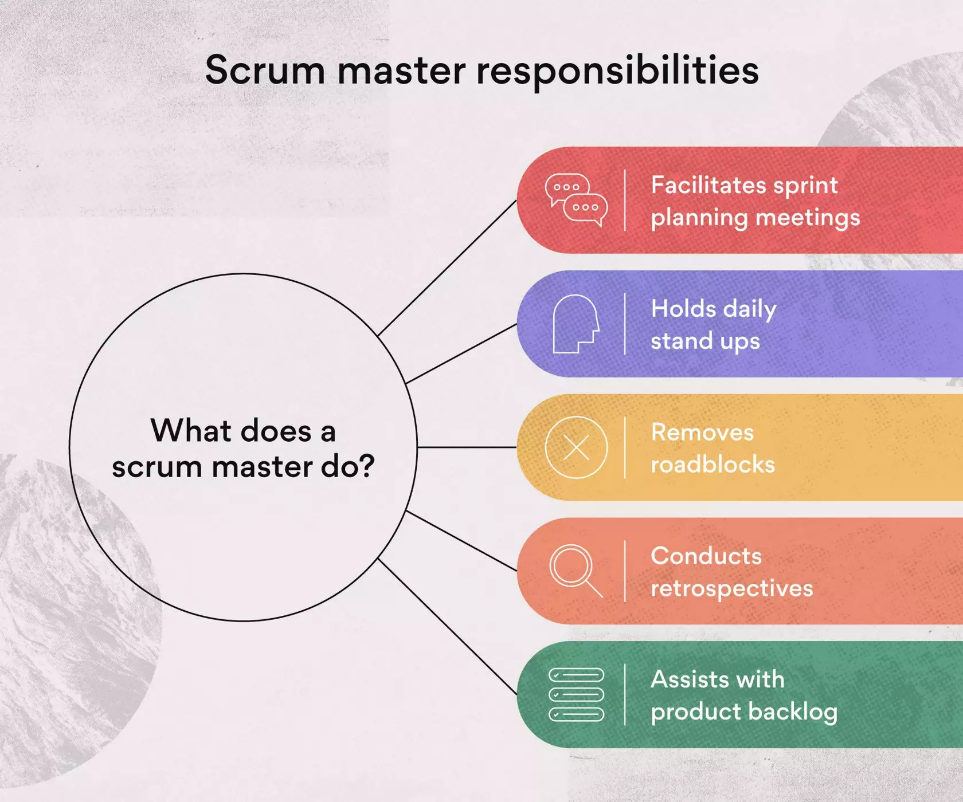 Scrum master responsibilities
What does a
scrum master do?
Facilitates sprint
planning meetings
Holds daily
stand ups
Removes
roadblocks
Conducts
retrospectives
Assists with
product backlog